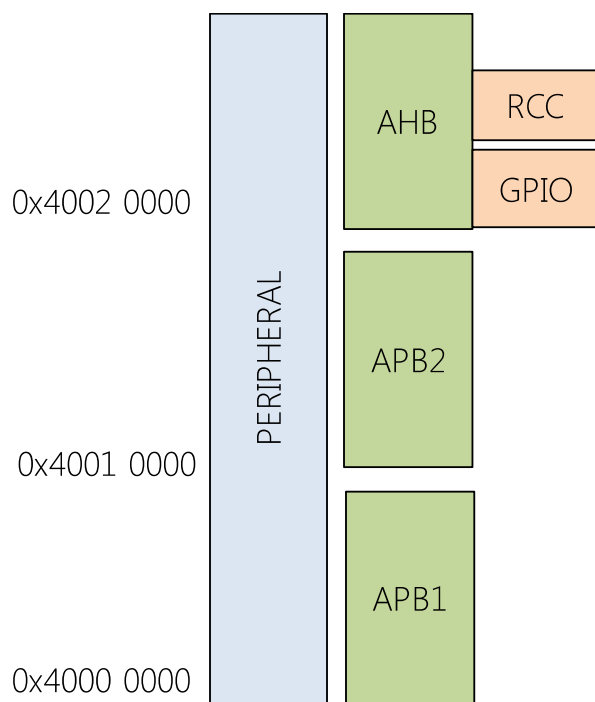 AHB
RCC
GPIO
0x4002 0000
PERIPHERAL
APB2
0x4001 0000
APB1
0x4000 0000